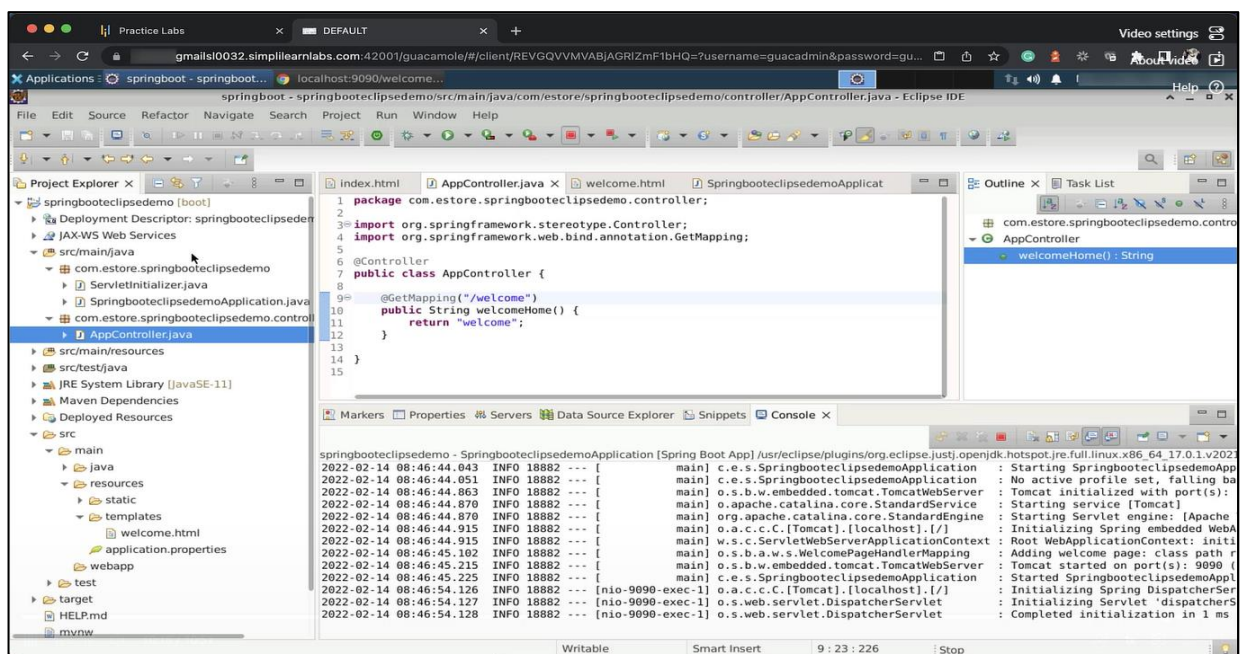 Practice Labs
DEFAULT
Video settings
gmailsl0032.simplilearnlabs.com:42001/guacamole/#/client/REVGQVVMVABjAGRlZmF1bHQ=?username=guacadmin&password=gu...
About video
Applications
springboot - springboot...
localhost:9090/welcome...
Help
springboot - springbooteclipsedemo/src/main/java/com/estore/springbooteclipsedemo/controller/AppController.java - Eclipse IDE
File Edit Source Refactor Navigate Search Project Run Window Help
Project Explorer
index.html
AppController.java
welcome.html
SpringbooteclipsedemoApplicat
Outline
Task List
springbooteclipsedemo [boot]
Deployment Descriptor: springbooteclipsedem
JAX-WS Web Services
src/main/java
com.estore.springbooteclipsedemo
ServletInitializer.java
SpringbooteclipsedemoApplication.java
com.estore.springbooteclipsedemo.controll
AppController.java
src/main/resources
src/test/java
JRE System Library [JavaSE-11]
Maven Dependencies
Deployed Resources
src
main
java
resources
static
templates
welcome.html
application.properties
webapp
test
target
HELP.md
mvnw
1 package com.estore.springbooteclipsedemo.controller;
2
3 import org.springframework.stereotype.Controller;
4 import org.springframework.web.bind.annotation.GetMapping;
5
6 @Controller
7 public class AppController {
8
9 @GetMapping("/welcome")
10 public String welcomeHome() {
11 return "welcome";
12 }
13
14 }
15
com.estore.springbooteclipsedemo.contro
AppController
welcomeHome() : String
Markers Properties Servers Data Source Explorer Snippets Console
springbooteclipsedemo - SpringbooteclipsedemoApplication [Spring Boot App] /usr/eclipse/plugins/org.eclipse.justj.openjdk.hotspot.jre.full.linux.x86_64_17.0.1.v2021
2022-02-14 08:46:44.043 INFO 18882 --- [ main] c.e.s.SpringbooteclipsedemoApplication : Starting SpringbooteclipsedemoApp
2022-02-14 08:46:44.051 INFO 18882 --- [ main] c.e.s.SpringbooteclipsedemoApplication : No active profile set, falling ba
2022-02-14 08:46:44.863 INFO 18882 --- [ main] o.s.b.w.embedded.tomcat.TomcatWebServer : Tomcat initialized with port(s):
2022-02-14 08:46:44.870 INFO 18882 --- [ main] o.apache.catalina.core.StandardService : Starting service [Tomcat]
2022-02-14 08:46:44.870 INFO 18882 --- [ main] org.apache.catalina.core.StandardEngine : Starting Servlet engine: [Apache
2022-02-14 08:46:44.915 INFO 18882 --- [ main] o.a.c.c.C.[Tomcat].[localhost].[/] : Initializing Spring embedded WebA
2022-02-14 08:46:44.915 INFO 18882 --- [ main] w.s.c.ServletWebServerApplicationContext : Root WebApplicationContext: initi
2022-02-14 08:46:45.102 INFO 18882 --- [ main] o.s.b.a.w.s.WelcomePageHandlerMapping : Adding welcome page: class path r
2022-02-14 08:46:45.215 INFO 18882 --- [ main] o.s.b.w.embedded.tomcat.TomcatWebServer : Tomcat started on port(s): 9090 (
2022-02-14 08:46:45.225 INFO 18882 --- [ main] c.e.s.SpringbooteclipsedemoApplication : Started SpringbooteclipsedemoAppl
2022-02-14 08:46:54.126 INFO 18882 --- [nio-9090-exec-1] o.a.c.c.C.[Tomcat].[localhost].[/] : Initializing Spring DispatcherSer
2022-02-14 08:46:54.127 INFO 18882 --- [nio-9090-exec-1] o.s.web.servlet.DispatcherServlet : Initializing Servlet 'dispatcherS
2022-02-14 08:46:54.128 INFO 18882 --- [nio-9090-exec-1] o.s.web.servlet.DispatcherServlet : Completed initialization in 1 ms
Writable
Smart Insert
9 : 23 : 226
Stop